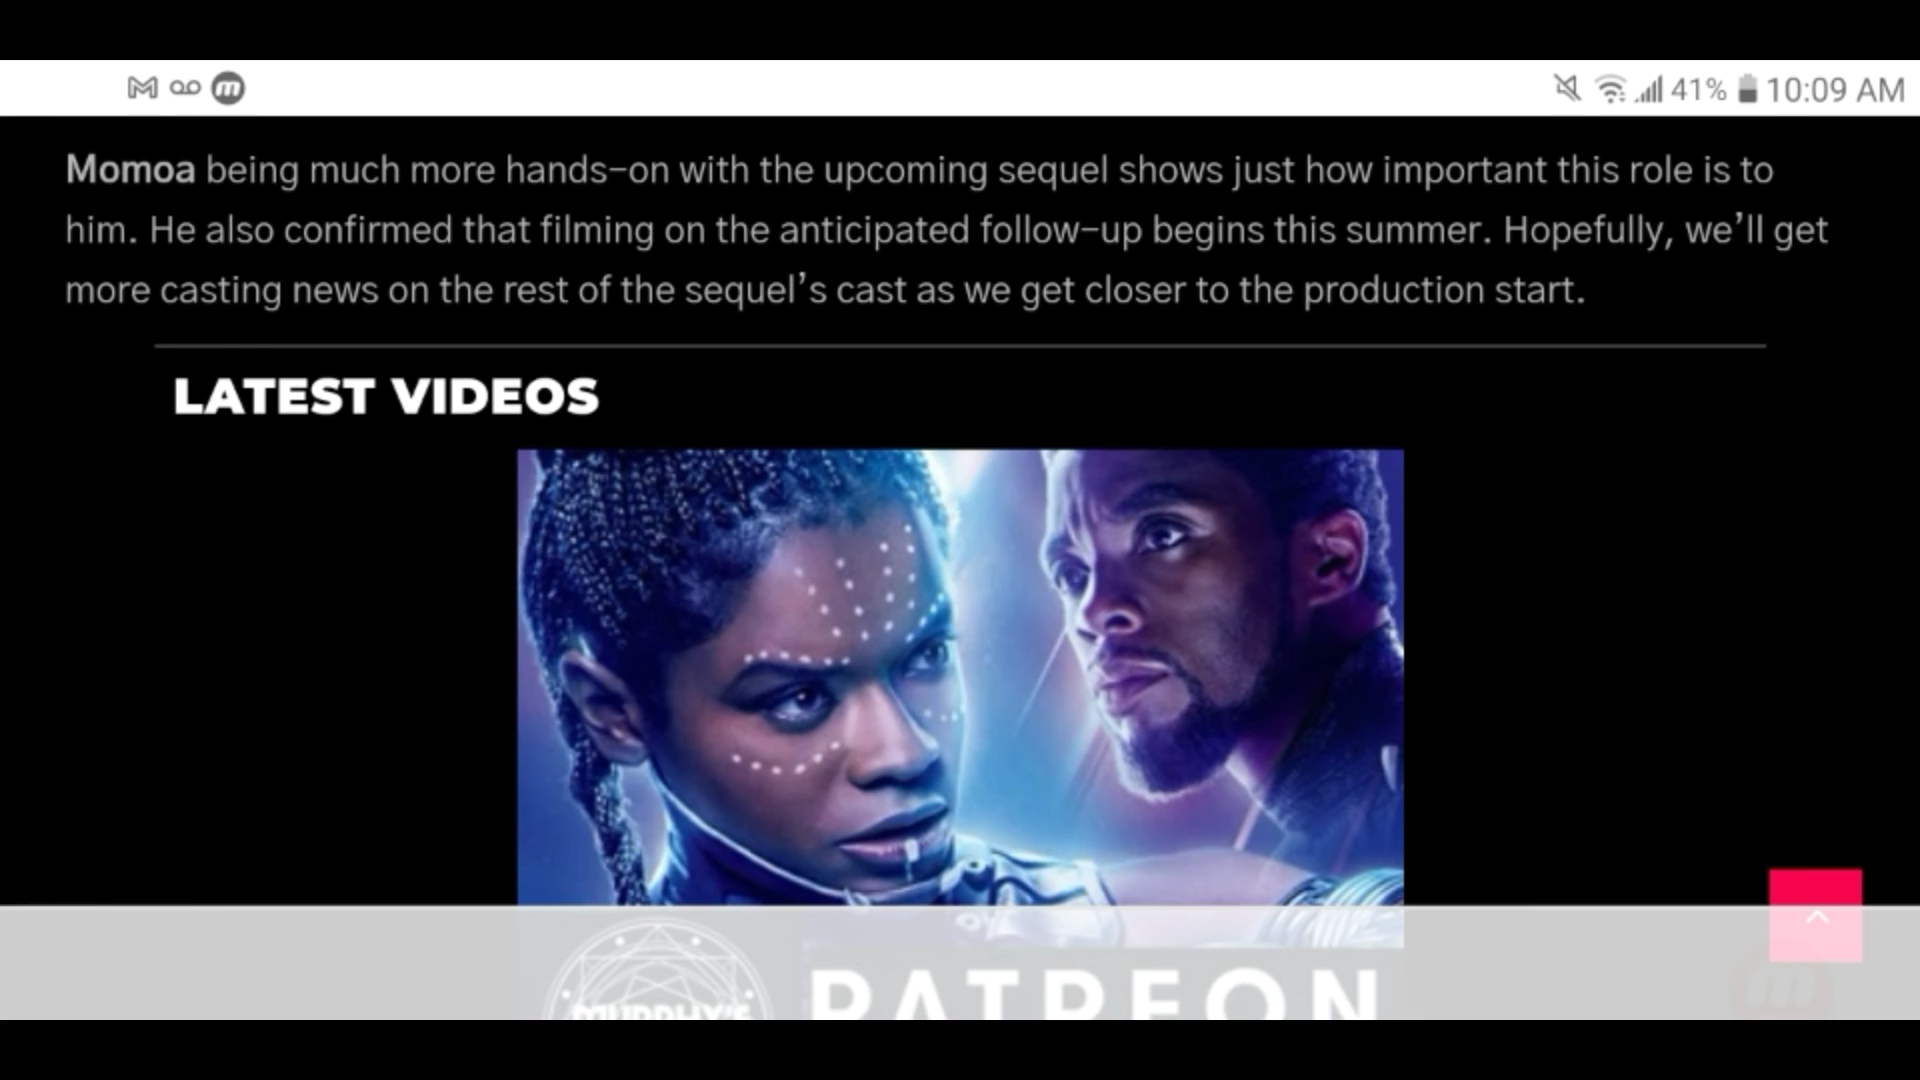 41% 10:09 AM
Momoa being much more hands-on with the upcoming sequel shows just how important this role is to
him. He also confirmed that filming on the anticipated follow-up begins this summer. Hopefully, we’ll get
more casting news on the rest of the sequel’s cast as we get closer to the production start.
LATEST VIDEOS
MURPHY'S
PATREON